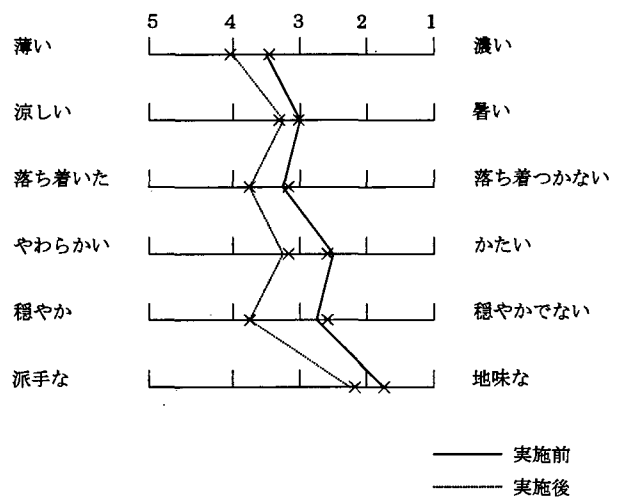 5 4 3 2 1
薄い 濃い
涼しい 暑い
落ち着いた 落ち着つかない
やわらかい かたい
穏やか 穏やかでない
派手な 地味な
実施前
実施後